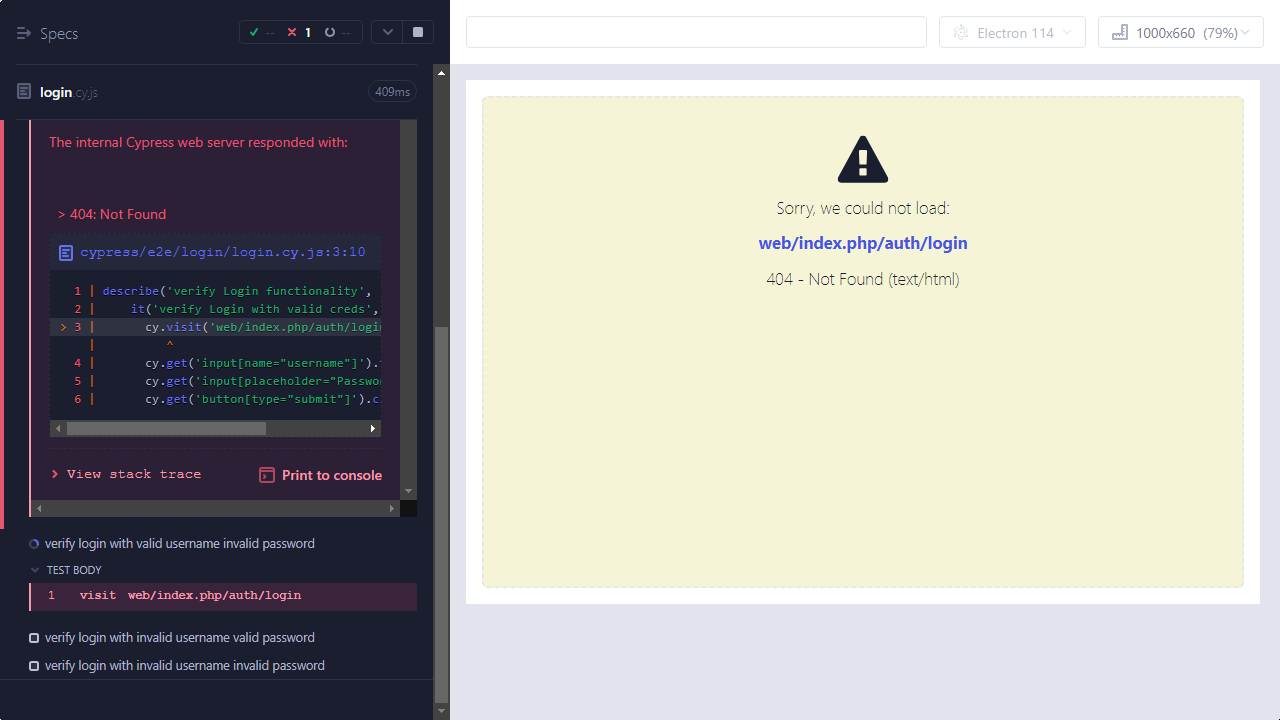 Specs
-- 1 --
Electron 114
1000x660 (79%)
login cy.js
409ms
The internal Cypress web server responded with:
> 404: Not Found
cypress/e2e/login/login.cy.js:3:10
1 | describe('verify Login functionality',
2 | it('verify Login with valid creds',
> 3 | cy.visit('web/index.php/auth/login
| ^
4 | cy.get('input[name="username"]').
5 | cy.get('input[placeholder="Passwo
6 | cy.get('button[type="submit"]').c
View stack trace
Print to console
verify login with valid username invalid password
TEST BODY
1 visit web/index.php/auth/login
verify login with invalid username valid password
verify login with invalid username invalid password
Sorry, we could not load:
web/index.php/auth/login
404 - Not Found (text/html)